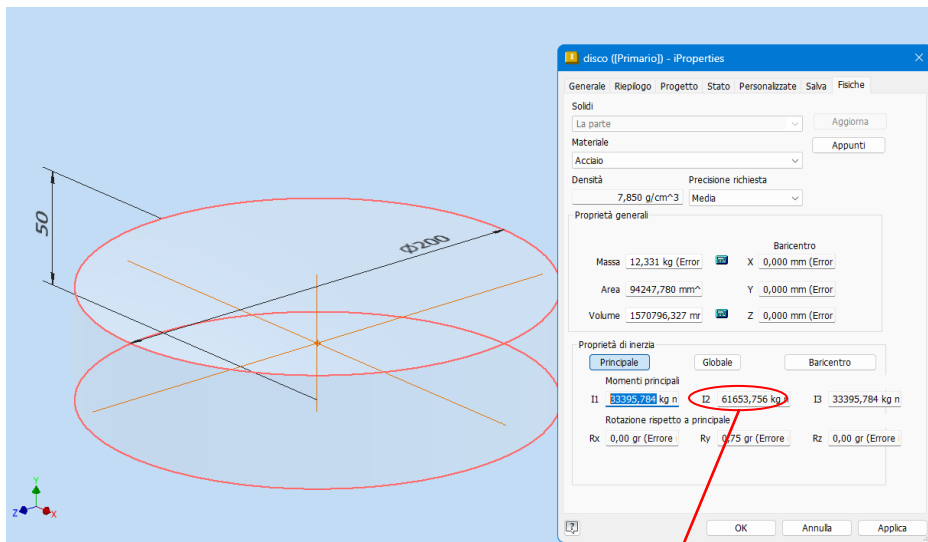 disco ([Primario]) - iProperties
Generale Riepilogo Progetto Stato Personalizzate Salva Fisiche
Solidi
La parte
Aggiorna
Materiale
Appunti
Acciaio
Densità Precisione richiesta
7,850 g/cm^3 Media
Proprietà generali
Baricentro
Massa 12,331 kg (Error X 0,000 mm (Error
Area 94247,780 mm^ Y 0,000 mm (Error
Volume 1570796,327 mr Z 0,000 mm (Error
Proprietà di inerzia
Principale Globale Baricentro
Momenti principali
I1 33395,784 kg n I2 61653,756 kg n I3 33395,784 kg n
Rotazione rispetto a principale
Rx 0,00 gr (Errore Ry 0,75 gr (Errore Rz 0,00 gr (Errore
OK Annulla Applica
50
Ø200
Y
Z X